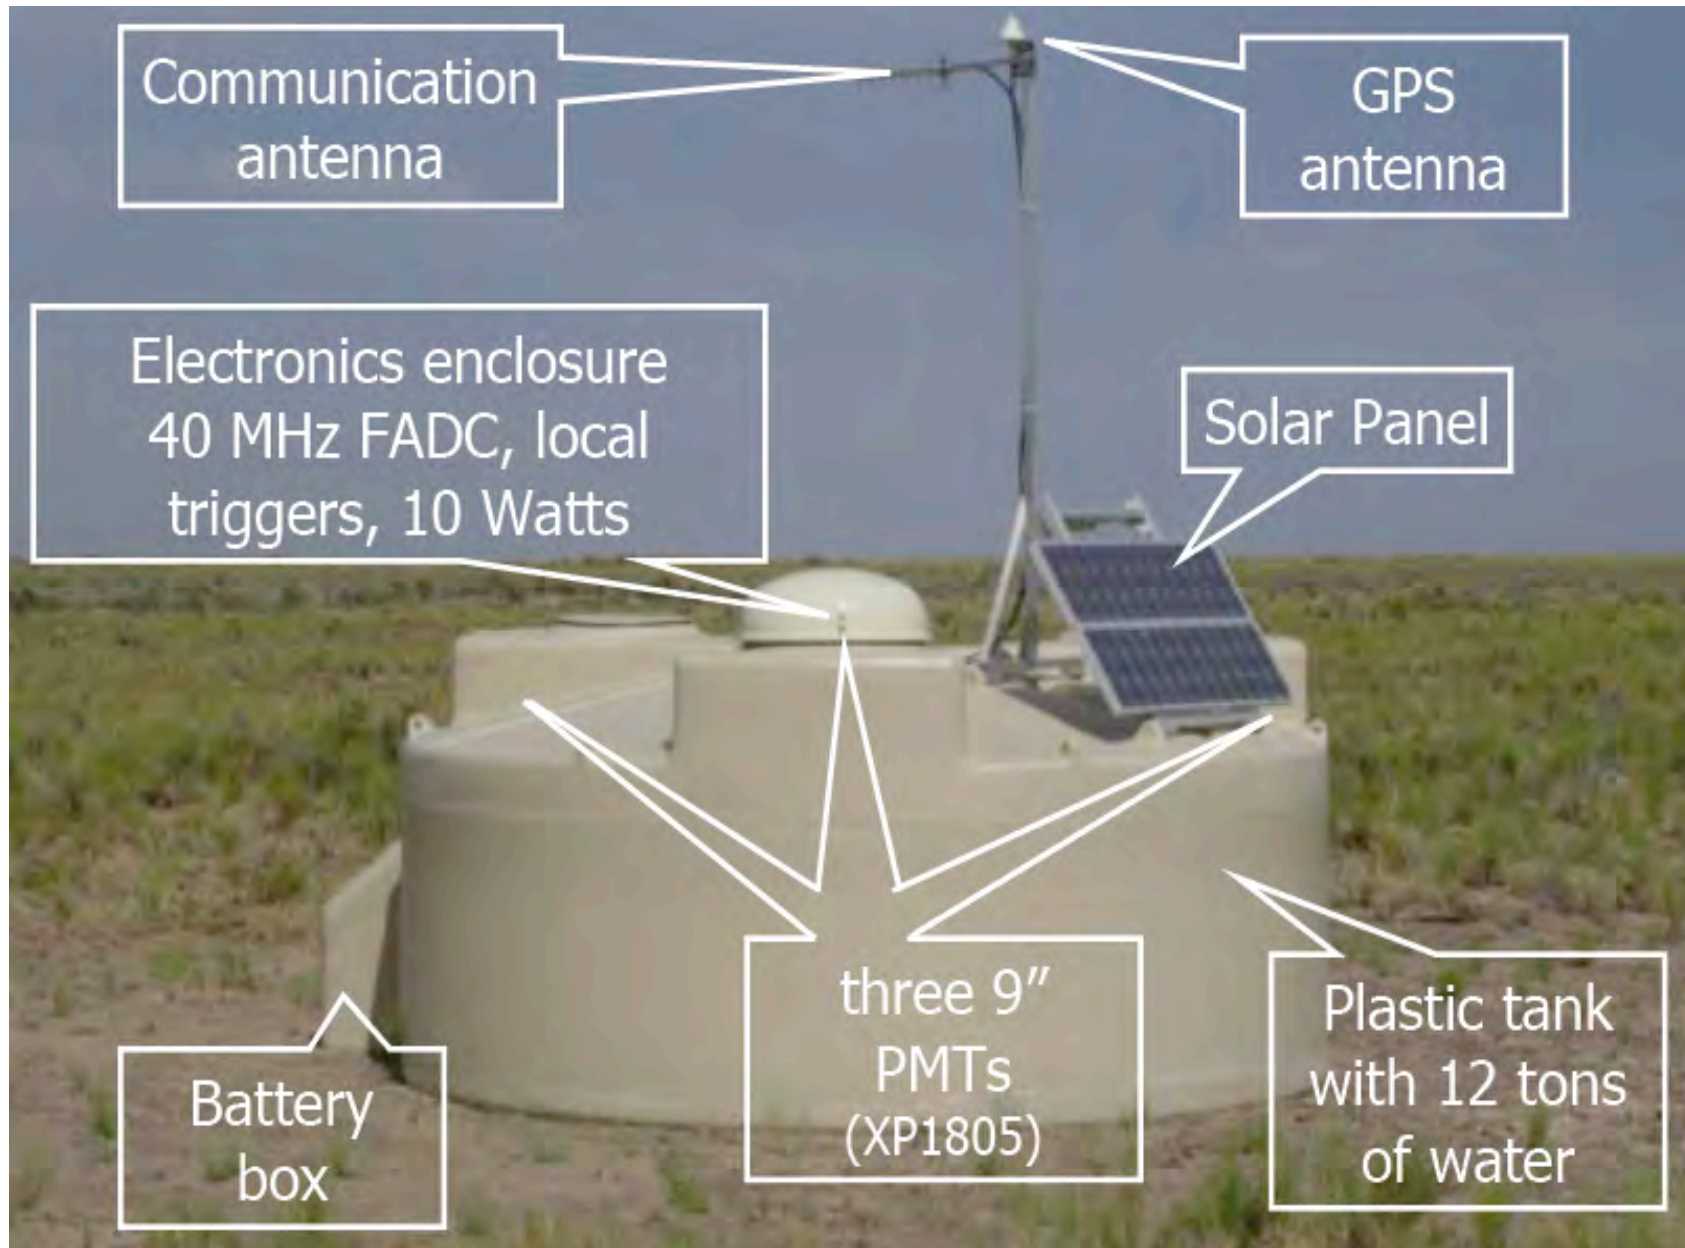 Communication
antenna
GPS
antenna
Electronics enclosure
40 MHz FADC, local
triggers, 10 Watts
Solar Panel
three 9”
PMTs
(XP1805)
Plastic tank
with 12 tons
of water
Battery
box